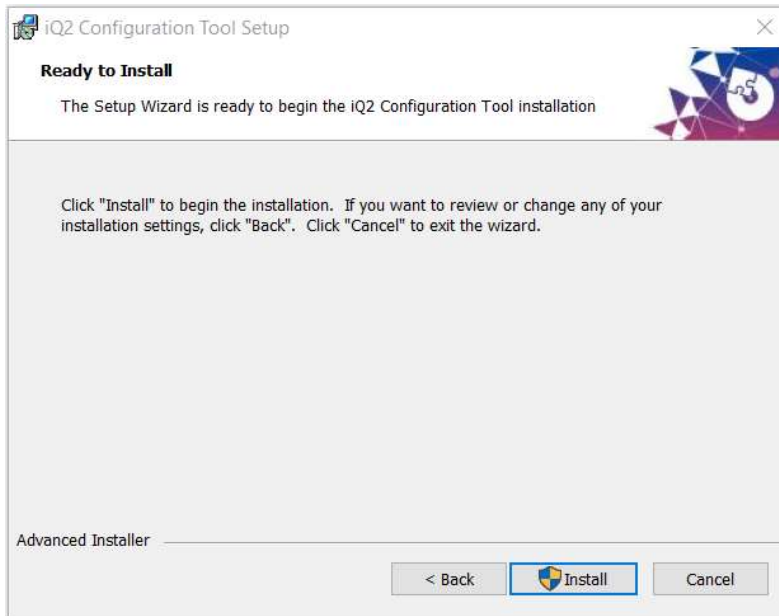 iQ2 Configuration Tool Setup
Ready to Install
The Setup Wizard is ready to begin the iQ2 Configuration Tool installation
Click "Install" to begin the installation.  If you want to review or change any of your
installation settings, click "Back".  Click "Cancel" to exit the wizard.
Advanced Installer
< Back
Install
Cancel